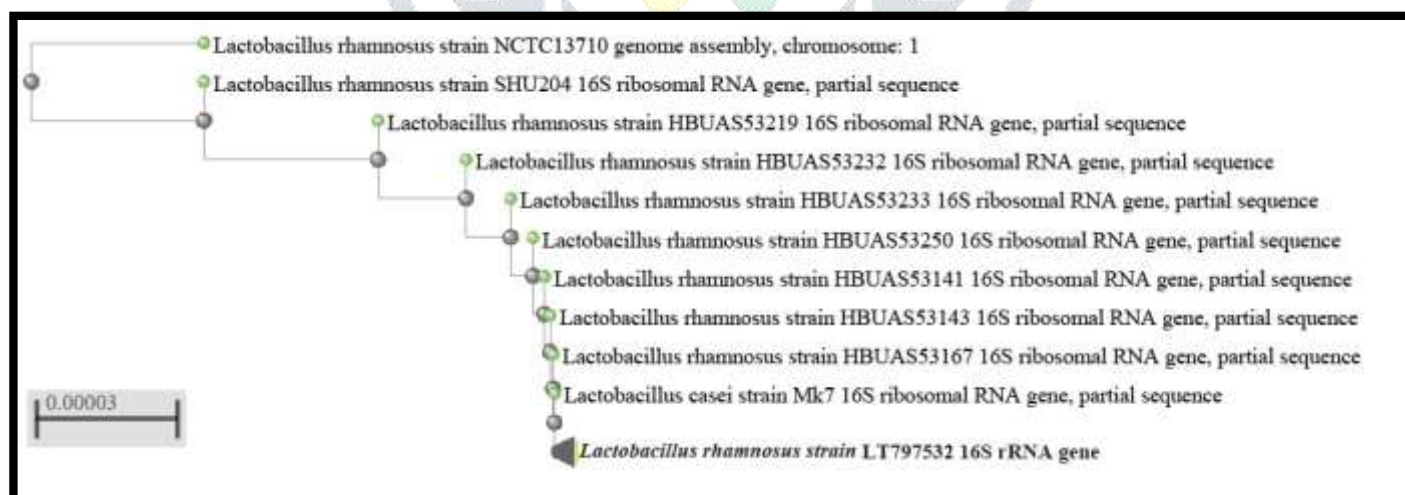 Lactobacillus rhamnosus strain NCTC13710 genome assembly, chromosome: 1
Lactobacillus rhamnosus strain SHU204 16S ribosomal RNA gene, partial sequence
Lactobacillus rhamnosus strain HBUAS53219 16S ribosomal RNA gene, partial sequence
Lactobacillus rhamnosus strain HBUAS53232 16S ribosomal RNA gene, partial sequence
Lactobacillus rhamnosus strain HBUAS53233 16S ribosomal RNA gene, partial sequence
Lactobacillus rhamnosus strain HBUAS53250 16S ribosomal RNA gene, partial sequence
Lactobacillus rhamnosus strain HBUAS53141 16S ribosomal RNA gene, partial sequence
Lactobacillus rhamnosus strain HBUAS53143 16S ribosomal RNA gene, partial sequence
Lactobacillus rhamnosus strain HBUAS53167 16S ribosomal RNA gene, partial sequence
Lactobacillus casei strain Mk7 16S ribosomal RNA gene, partial sequence
0.00003
Lactobacillus rhamnosus strain LT797532 16S rRNA gene